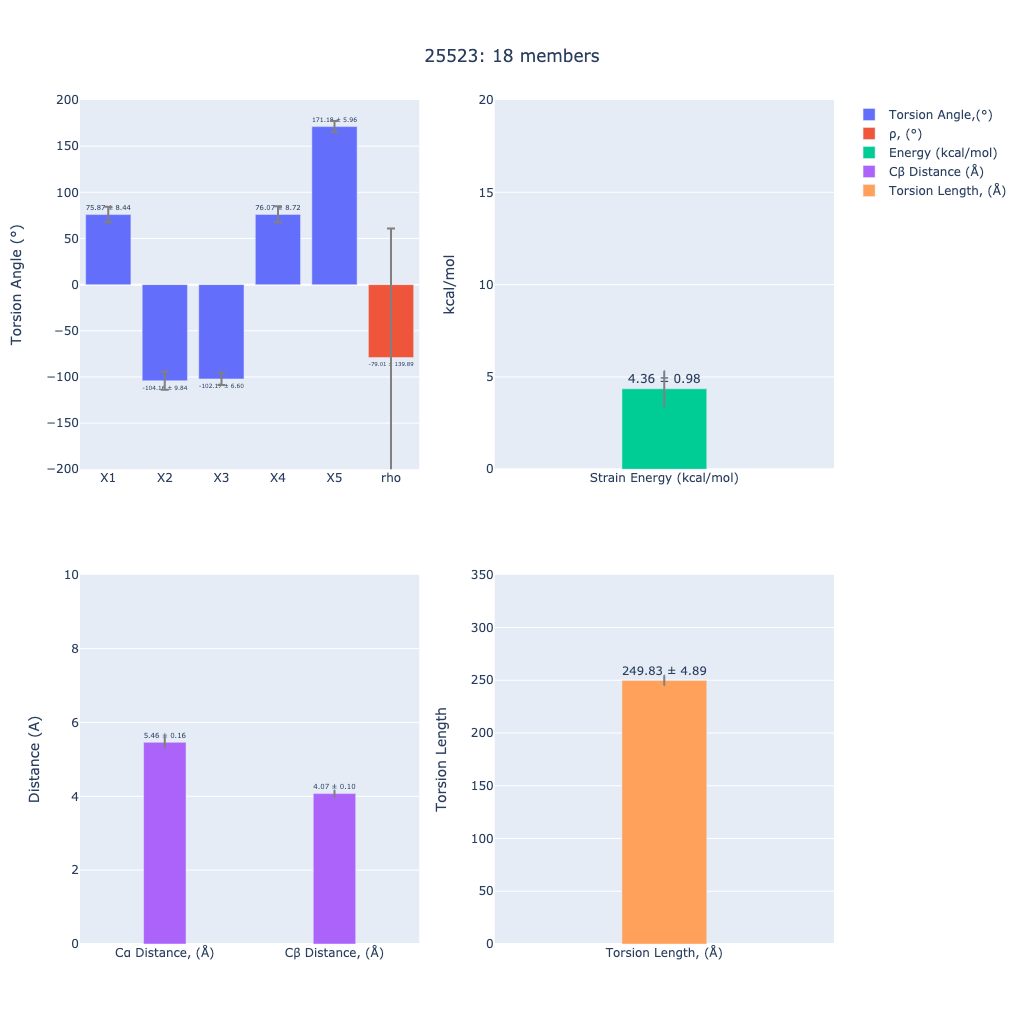 25523: 18 members
Torsion Angle (°)
200
150
100
50
0
−50
−100
−150
−200
75.87 ± 8.44
-104.14 ± 9.84
-102.17 ± 6.60
76.07 ± 8.72
171.18 ± 5.96
-79.01 ± 139.89
X1
X2
X3
X4
X5
rho
kcal/mol
20
15
10
5
0
4.36 ± 0.98
Strain Energy (kcal/mol)
Torsion Angle,(°)
ρ, (°)
Energy (kcal/mol)
Cβ Distance (Å)
Torsion Length, (Å)
Distance (A)
10
8
6
4
2
0
5.46 ± 0.16
4.07 ± 0.10
Cα Distance, (Å)
Cβ Distance, (Å)
Torsion Length
350
300
250
200
150
100
50
0
249.83 ± 4.89
Torsion Length, (Å)